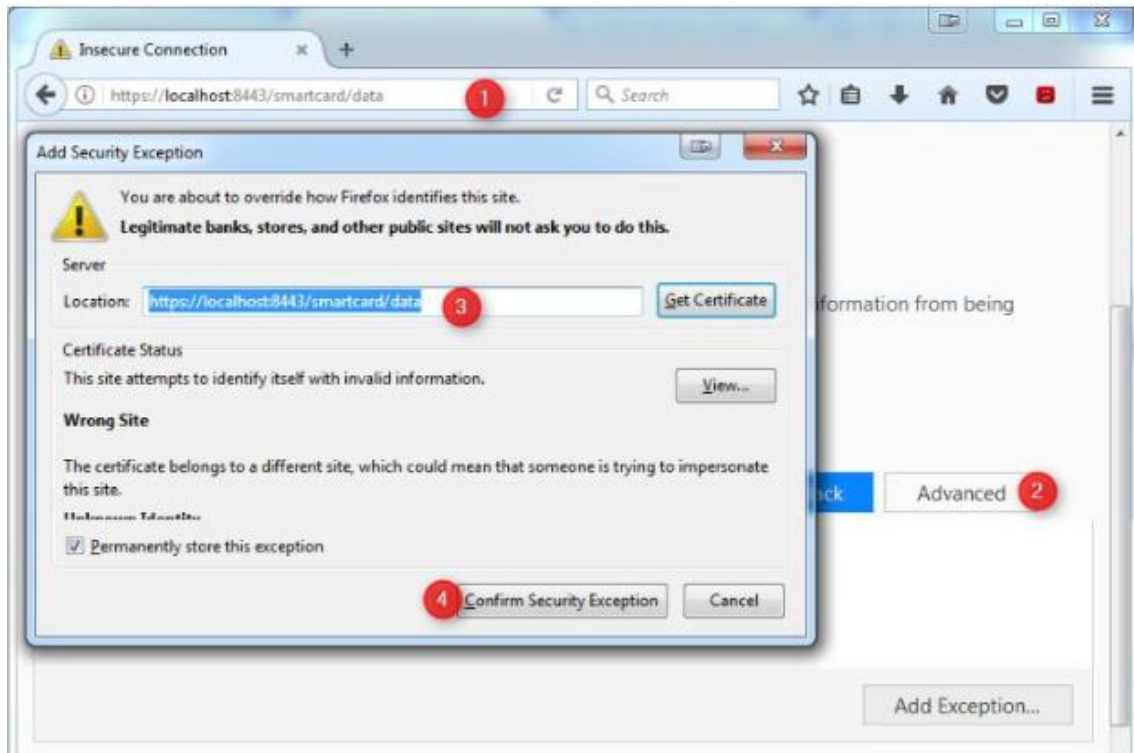 Insecure Connection
https://localhost:8443/smartcard/data
1
Search
Add Security Exception
You are about to override how Firefox identifies this site.
Legitimate banks, stores, and other public sites will not ask you to do this.
Server
Location: https://localhost:8443/smartcard/data
3
Get Certificate
formation from being
Certificate Status
This site attempts to identify itself with invalid information.
View...
Wrong Site
The certificate belongs to a different site, which could mean that someone is trying to impersonate
this site.
ack
Advanced
2
Unknown Identity
Permanently store this exception
4
Confirm Security Exception
Cancel
Add Exception...